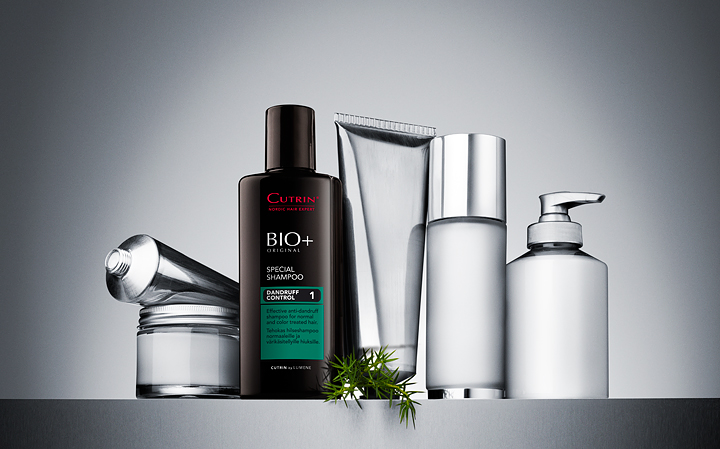 CUTRIN
NORDIC HAIR EXPERT
BIO+
ORIGINAL
SPECIAL
SHAMPOO
DANDRUFF
CONTROL 1
Effective anti-dandruff
shampoo for normal
and color treated hair.
Tehokas hilseshampoo
normaaleille ja
värikäsitellyille hiuksille.
CUTRIN by LUMENE